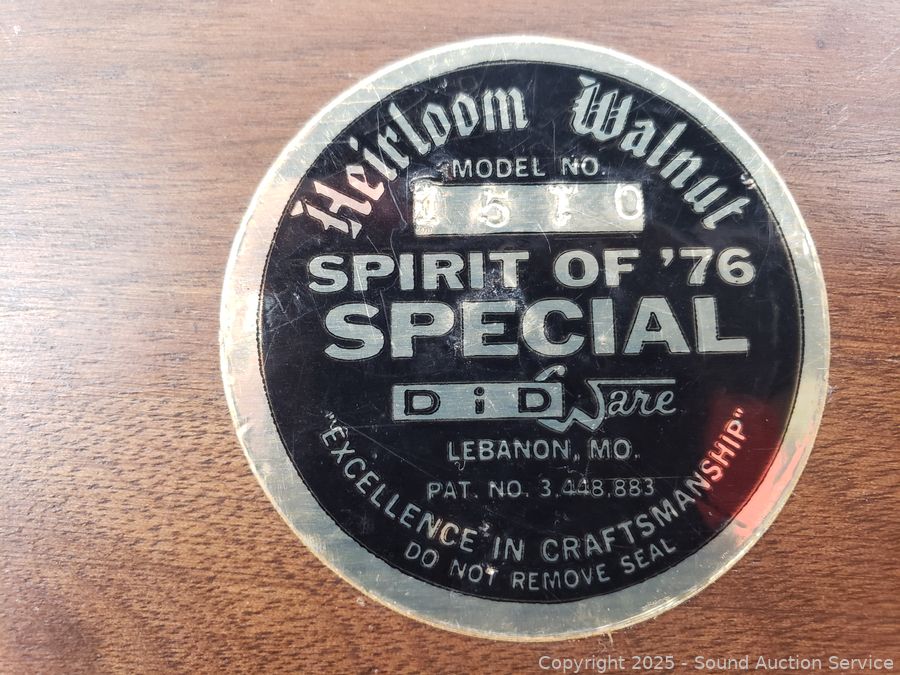 Heirloom Walnut
MODEL NO.
1510
SPIRIT OF '76
SPECIAL
DiD Ware
LEBANON, MO.
PAT. NO. 3,448,883
"EXCELLENCE IN CRAFTSMANSHIP"
DO NOT REMOVE SEAL
Copyright © 2025 - Sound Auction Service